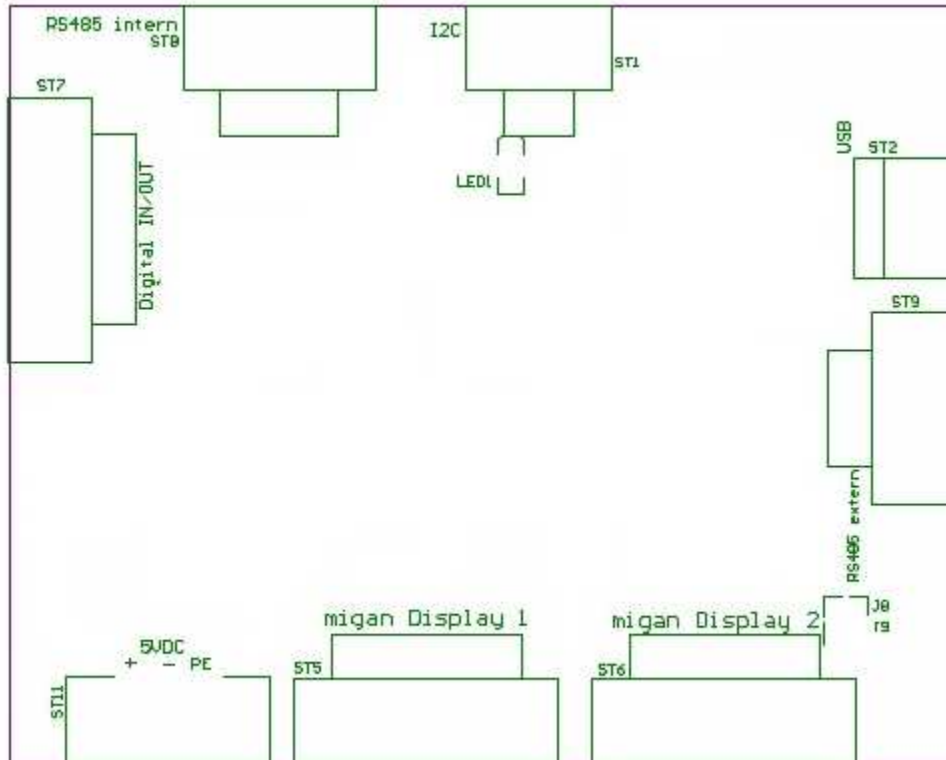 RS485 intern
ST8
I2C
ST1
ST7
Digital IN/OUT
LED1
USB
ST2
ST9
RS485 extern
J8
migan Display 1
migan Display 2
5VDC
+ - PE
ST5
ST6
ST11